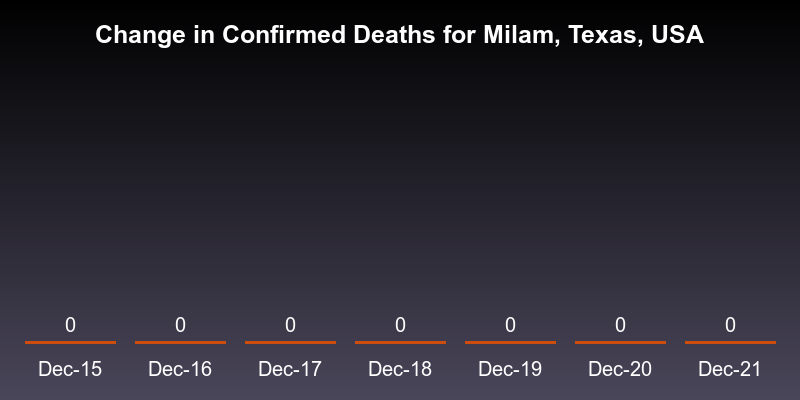 Change in Confirmed Deaths for Milam, Texas, USA
0 0 0 0 0 0 0
Dec-15 Dec-16 Dec-17 Dec-18 Dec-19 Dec-20 Dec-21